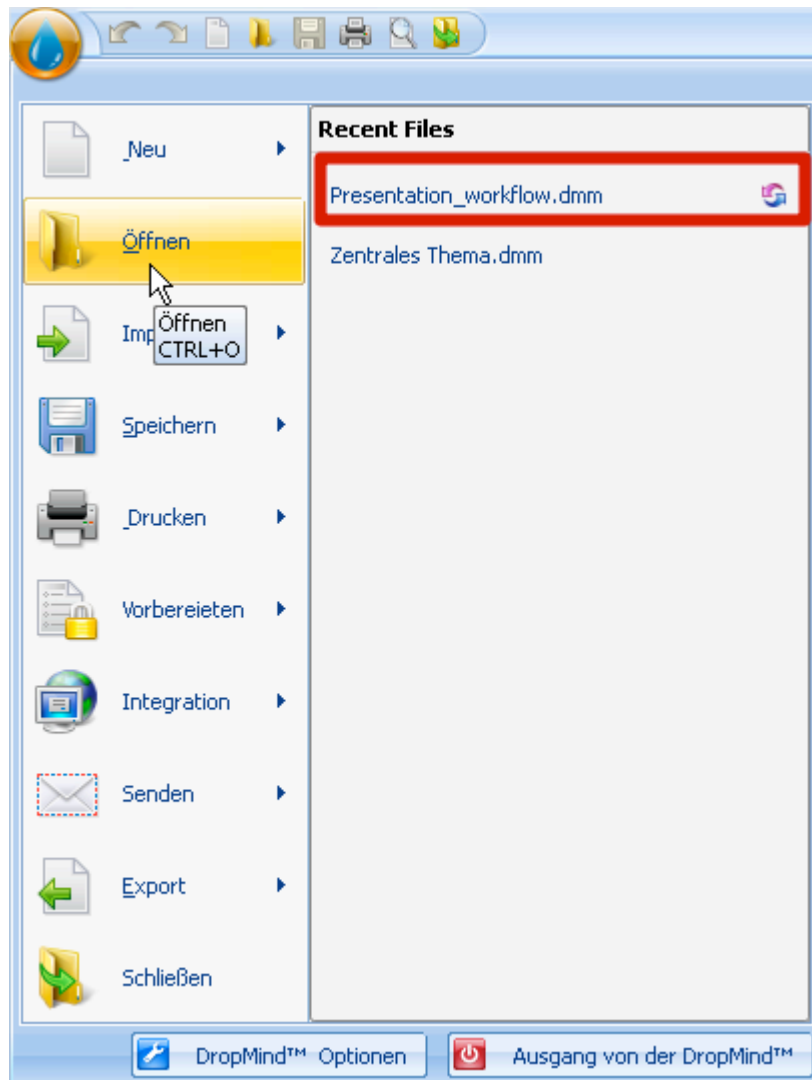 Neu
Öffnen
Öffnen
CTRL+O
Imp
Speichern
Drucken
Vorbereieten
Integration
Senden
Export
Schließen
Recent Files
Presentation_workflow.dmm
Zentrales Thema.dmm
DropMind™ Optionen
Ausgang von der DropMind™